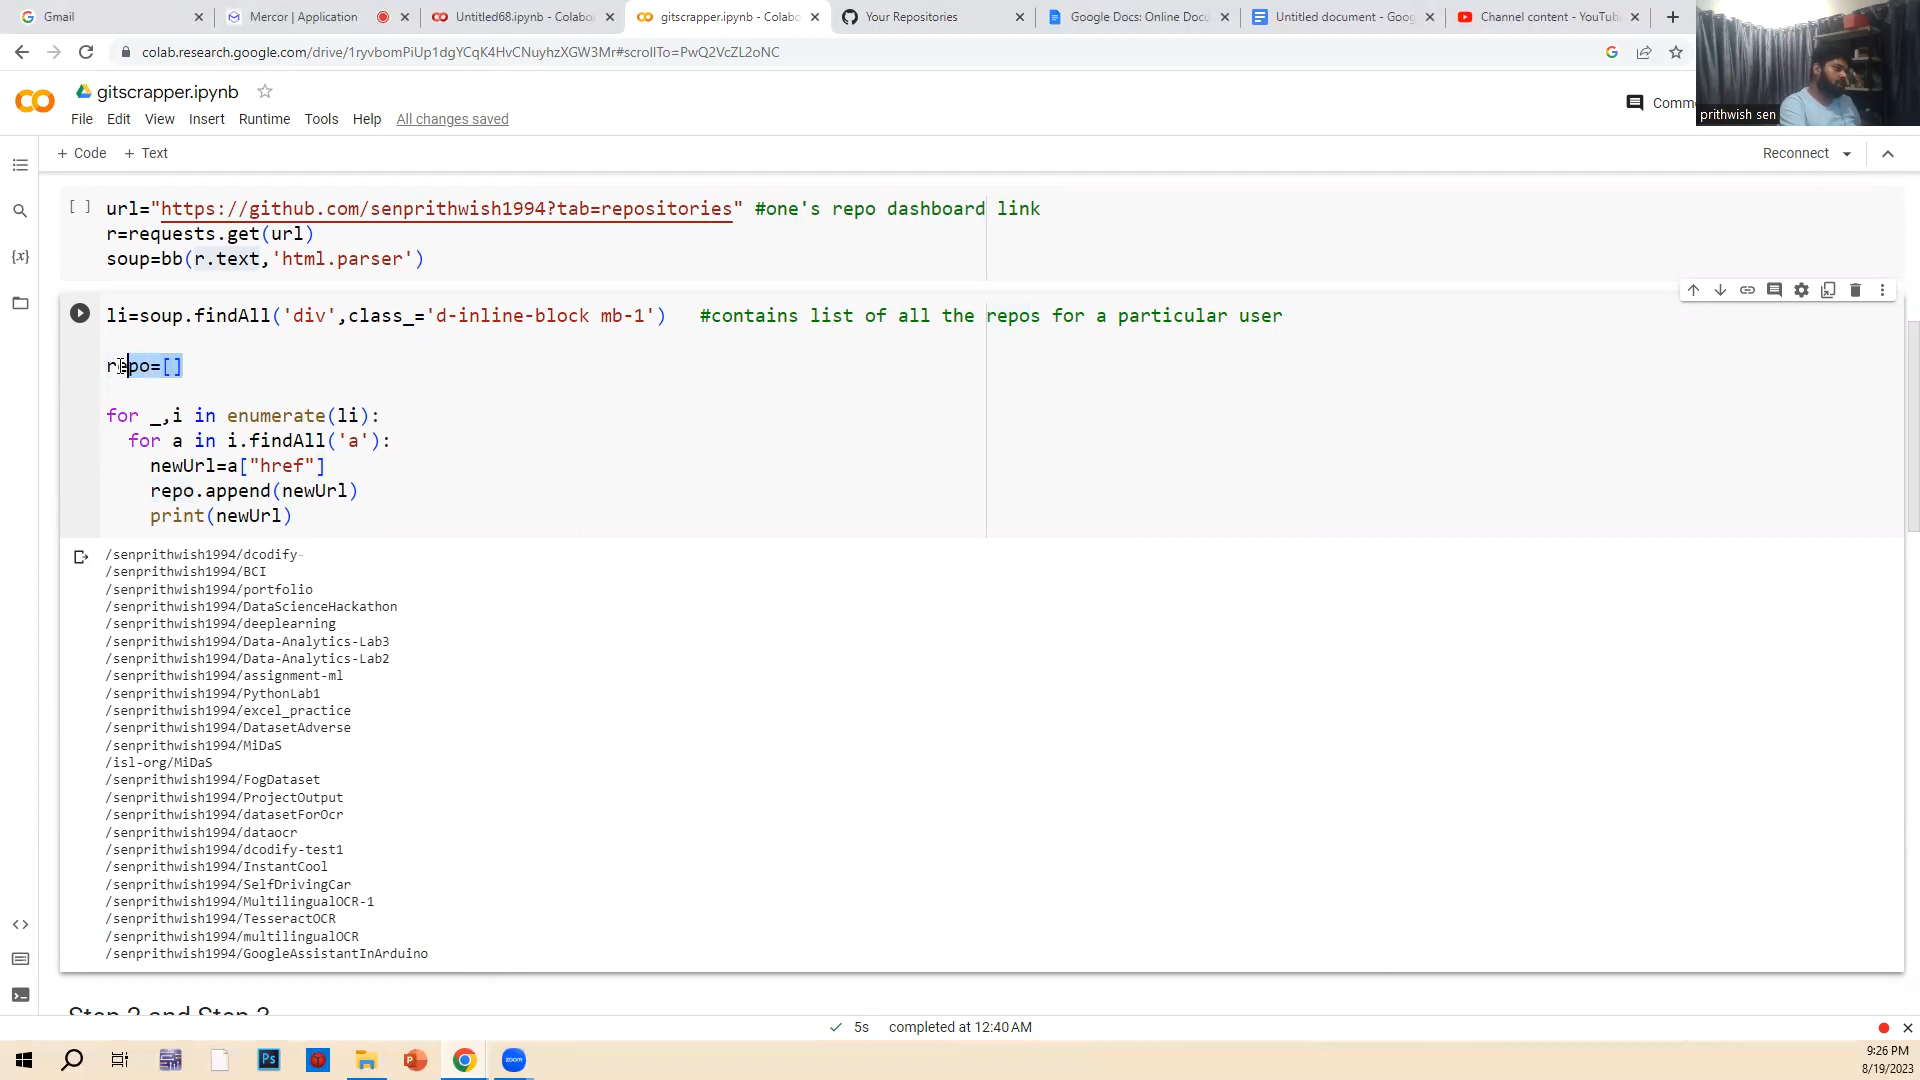 Gmail
Mercor | Application
Untitled68.ipynb - Colabo
gitscrapper.ipynb - Colabo
Your Repositories
Google Docs: Online Docu
Untitled document - Goog
Channel content - YouTub
colab.research.google.com/drive/1ryvbomPiUp1dgYCqK4HvCNuyhzXGW3Mr#scrollTo=PwQ2VcZL2oNC
gitscrapper.ipynb
Comm
prithwish sen
File Edit View Insert Runtime Tools Help All changes saved
+ Code + Text
Reconnect
[ ] url="https://github.com/senprithwish1994?tab=repositories" #one's repo dashboard link
r=requests.get(url)
soup=bb(r.text,'html.parser')
li=soup.findAll('div',class_='d-inline-block mb-1') #contains list of all the repos for a particular user
repo=[]
for _,i in enumerate(li):
for a in i.findAll('a'):
newUrl=a["href"]
repo.append(newUrl)
print(newUrl)
/senprithwish1994/dcodify-
/senprithwish1994/BCI
/senprithwish1994/portfolio
/senprithwish1994/DataScienceHackathon
/senprithwish1994/deeplearning
/senprithwish1994/Data-Analytics-Lab3
/senprithwish1994/Data-Analytics-Lab2
/senprithwish1994/assignment-ml
/senprithwish1994/PythonLab1
/senprithwish1994/excel_practice
/senprithwish1994/DatasetAdverse
/senprithwish1994/MiDaS
/isl-org/MiDaS
/senprithwish1994/FogDataset
/senprithwish1994/ProjectOutput
/senprithwish1994/datasetForOcr
/senprithwish1994/dataocr
/senprithwish1994/dcodify-test1
/senprithwish1994/InstantCool
/senprithwish1994/SelfDrivingCar
/senprithwish1994/MultilingualOCR-1
/senprithwish1994/TesseractOCR
/senprithwish1994/multilingualOCR
/senprithwish1994/GoogleAssistantInArduino
Step 2 and Step 3
5s completed at 12:40 AM
9:26 PM
8/19/2023